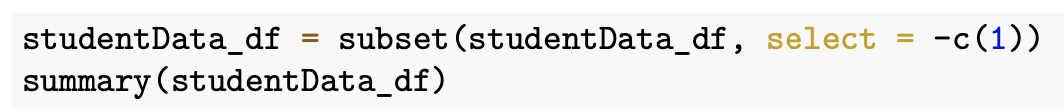 studentData_df = subset(studentData_df, select = -c(1))
summary(studentData_df)